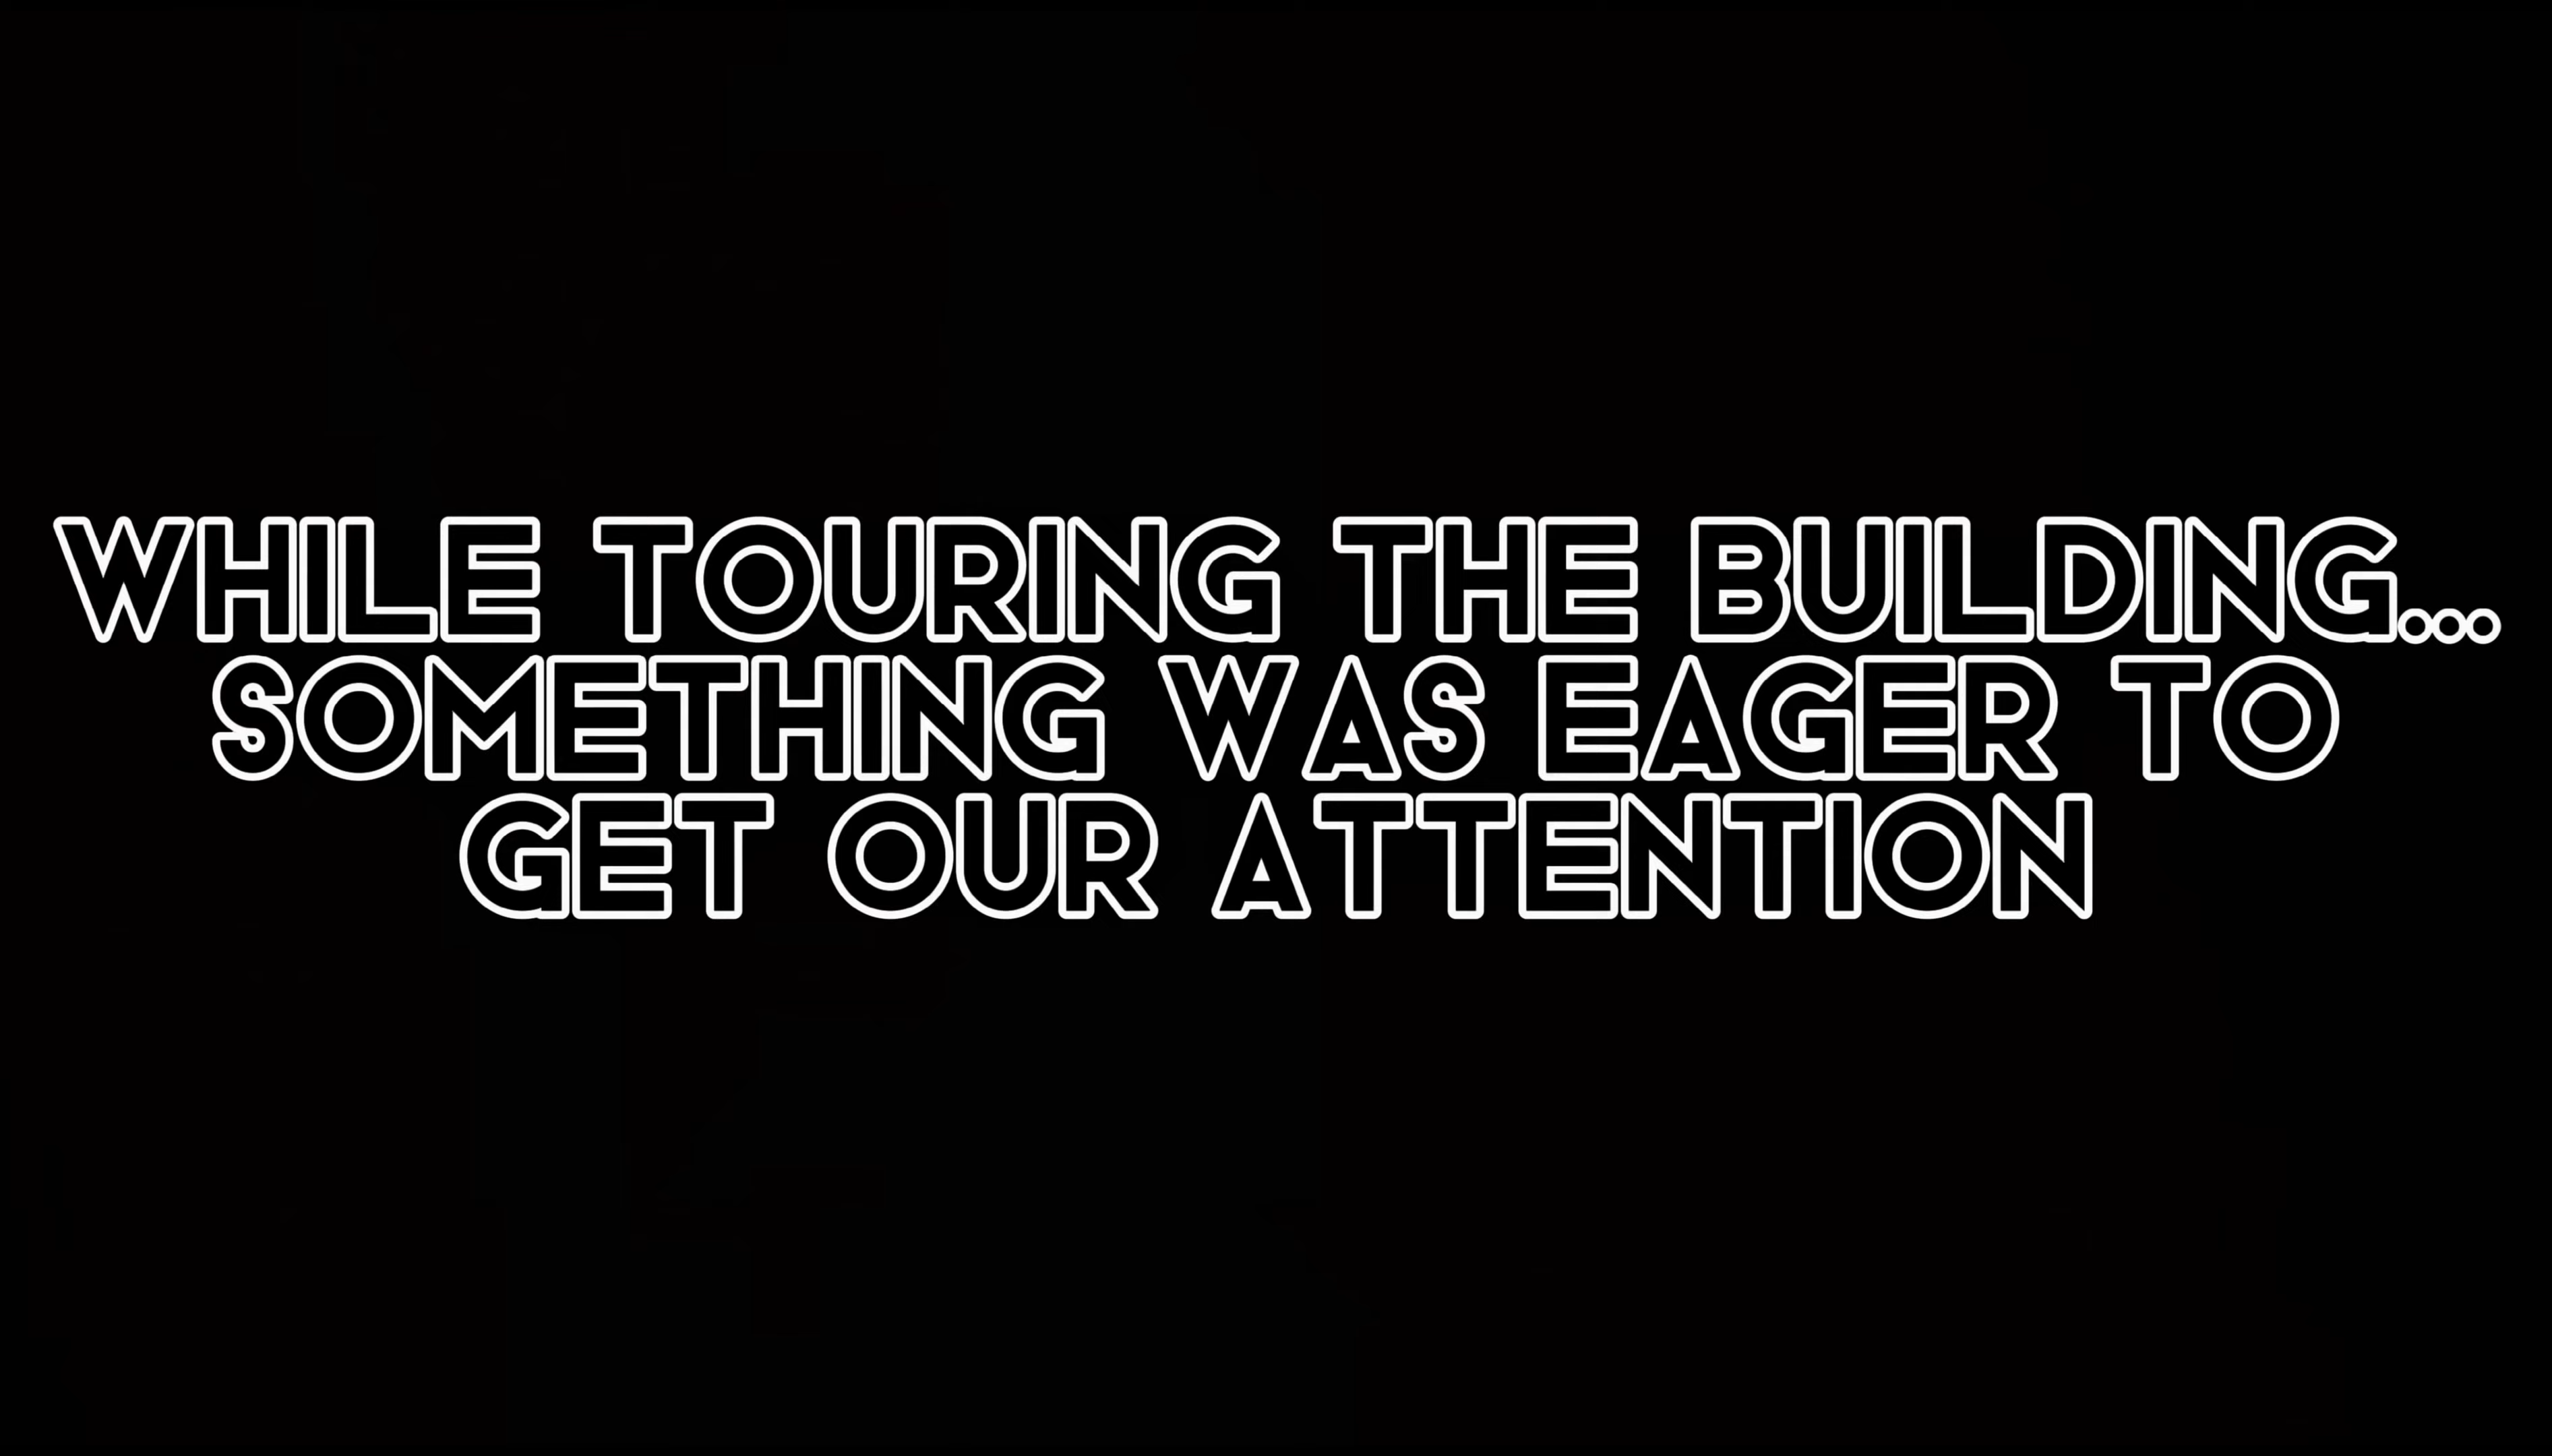 WHILE TOURING THE BUILDING...
SOMETHING WAS EAGER TO
GET OUR ATTENTION